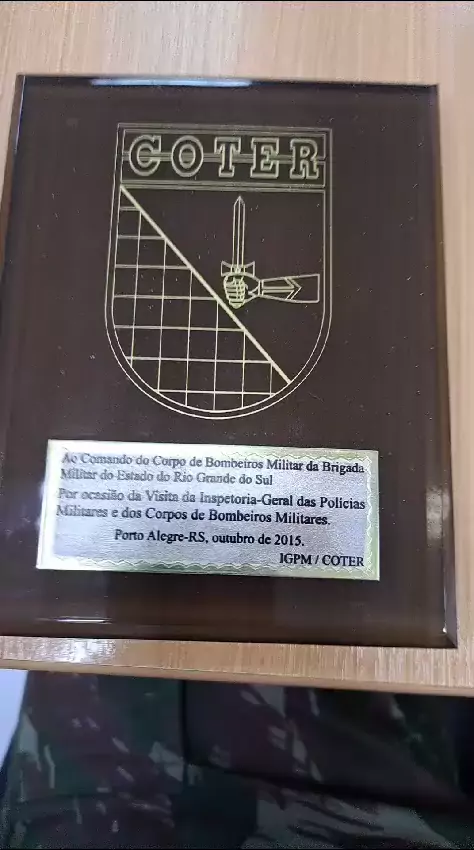 COTER
Ao Comando do Corpo de Bombeiros Militar da Brigada
Militar do Estado do Rio Grande do Sul
Por ocasião da Visita da Inspetoria-Geral das Policias
Militares e dos Corpos de Bombeiros Militares.
Porto Alegre-RS, outubro de 2015.
IGPM / COTER